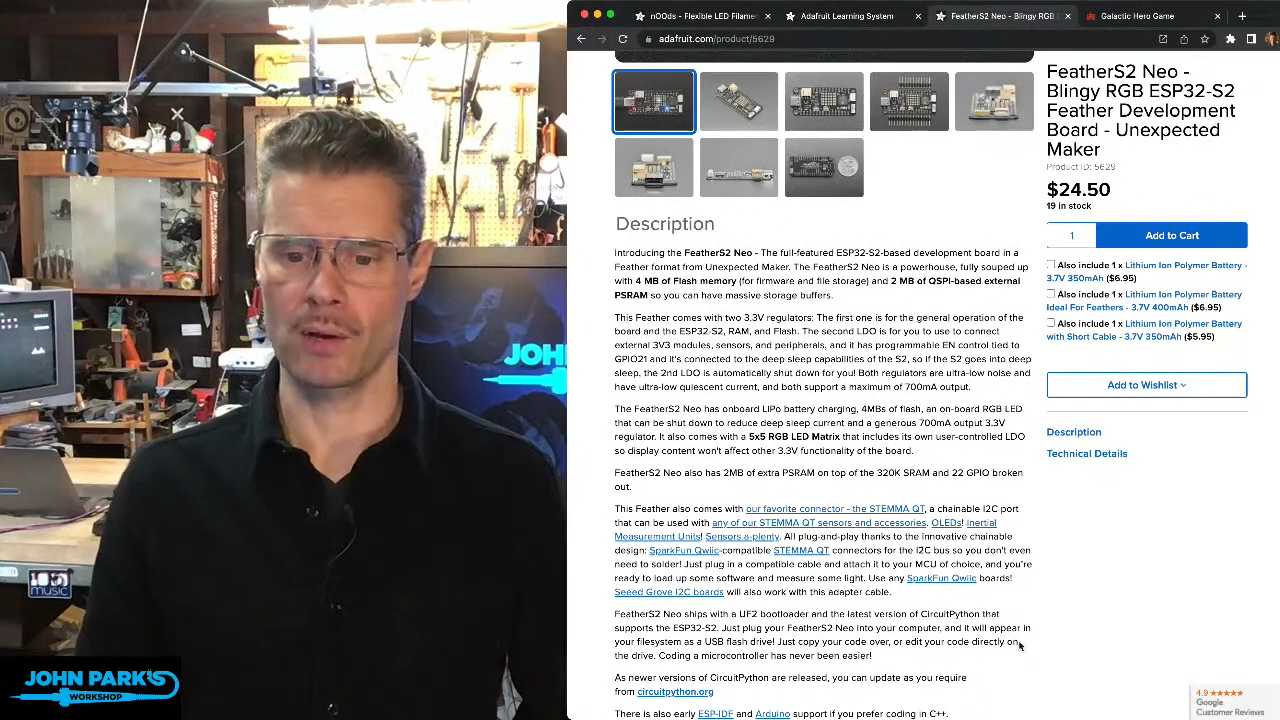 nOOds - Flexible LED Filamen
Adafruit Learning System
FeatherS2 Neo - Blingy RGB E
Galactic Hero Game
adafruit.com/product/5629
FeatherS2 Neo -
Blingy RGB ESP32-S2
Feather Development
Board - Unexpected
Maker
Product ID: 5629
$24.50
19 in stock
1 Add to Cart
Also include 1 x Lithium Ion Polymer Battery -
3.7V 350mAh ($6.95)
Also include 1 x Lithium Ion Polymer Battery
Ideal For Feathers - 3.7V 400mAh ($6.95)
Also include 1 x Lithium Ion Polymer Battery
with Short Cable - 3.7V 350mAh ($5.95)
Add to Wishlist
Description
Technical Details
Description
Introducing the FeatherS2 Neo - The full-featured ESP32-S2-based development board in a
Feather format from Unexpected Maker. The FeatherS2 Neo is a powerhouse, fully souped up
with 4 MB of Flash memory (for firmware and file storage) and 2 MB of QSPI-based external
PSRAM so you can have massive storage buffers.
This Feather comes with two 3.3V regulators: The first one is for the general operation of the
board and the ESP32-S2, RAM, and Flash. The second LDO is for you to use to connect
external 3V3 modules, sensors, and peripherals, and it has programmable EN control tied to
GPIO21 and is connected to the deep sleep capabilities of the S2, so if the S2 goes into deep
sleep, the 2nd LDO is automatically shut down for you! Both regulators are ultra-low noise and
have ultra-low quiescent current, and both support a maximum of 700mA output.
The FeatherS2 Neo has onboard LiPo battery charging, 4MBs of flash, an on-board RGB LED
that can be shut down to reduce deep sleep current and a generous 700mA output 3.3V
regulator. It also comes with a 5x5 RGB LED Matrix that includes its own user-controlled LDO
so display content won't affect other 3.3V functionality of the board.
FeatherS2 Neo also has 2MB of extra PSRAM on top of the 320K SRAM and 22 GPIO broken
out.
This Feather also comes with our favorite connector - the STEMMA QT, a chainable I2C port
that can be used with any of our STEMMA QT sensors and accessories. OLEDs! Inertial
Measurement Units! Sensors a-plenty. All plug-and-play thanks to the innovative chainable
design: SparkFun Qwiic-compatible STEMMA QT connectors for the I2C bus so you don't even
need to solder! Just plug in a compatible cable and attach it to your MCU of choice, and you're
ready to load up some software and measure some light. Use any SparkFun Qwiic boards!
Seeed Grove I2C boards will also work with an adapter cable.
FeatherS2 Neo ships with a UF2 bootloader and the latest version of CircuitPython that
supports the ESP32-S2. Just plug your FeatherS2 Neo into your computer, and it will appear in
your filesystem as a USB flash drive! Just copy your code over, or edit your code directly on
the drive. Coding a microcontroller has never been easier!
As newer versions of CircuitPython are released, you can update as you require
from circuitpython.org
There is also early ESP-IDF and Arduino support if you prefer coding in those
4.9 ★★★★★
Google
Customer Reviews
JOH
music
JOHN PARK'S
WORKSHOP